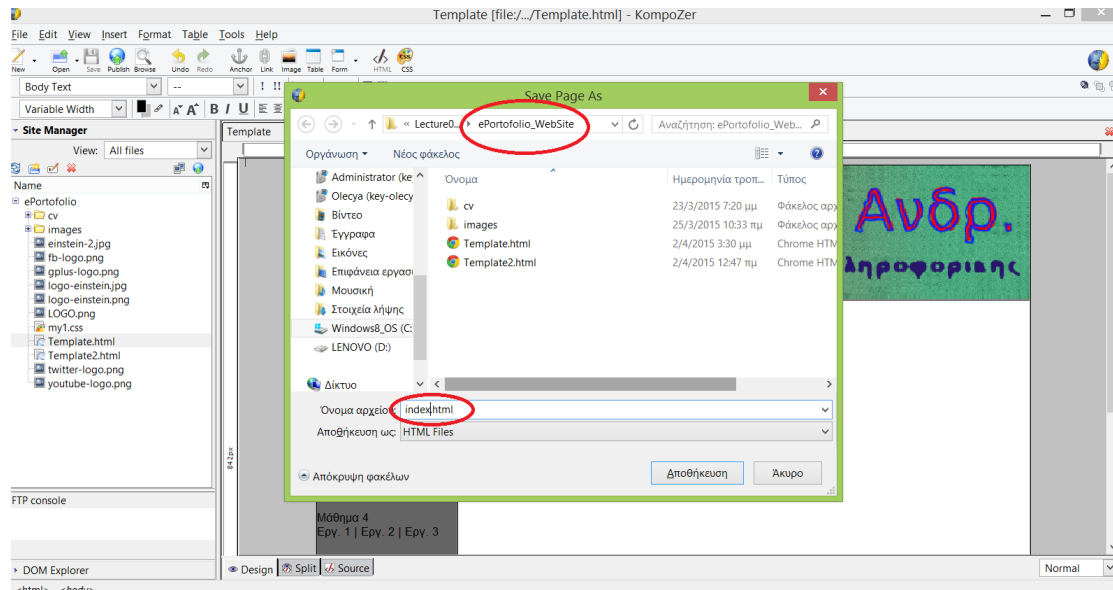 Template [file:/.../Template.html] - KompoZer
File Edit View Insert Format Table Tools Help
New Open Save Publish Browse Undo Redo Anchor Link Image Table Form HTML CSS
Body Text -- ! !!
Variable Width B I U
Site Manager
View: All files
Name
ePortofolio
cv
images
einstein-2.jpg
fb-logo.png
gplus-logo.png
logo-einstein.jpg
logo-einstein.png
LOGO.png
my1.css
Template.html
Template2.html
twitter-logo.png
youtube-logo.png
FTP console
DOM Explorer
Template
Save Page As
« Lecture0... ePortofolio_WebSite
Αναζήτηση: ePortofolio_Web...
Οργάνωση Νέος φάκελος
Administrator (ke
Olecya (key-olecy
Βίντεο
Έγγραφα
Εικόνες
Επιφάνεια εργασι
Μουσική
Στοιχεία λήψης
Windows8_OS (C:
LENOVO (D:)
Δίκτυο
Όνομα Ημερομηνία τροπ... Τύπος
cv 23/3/2015 7:20 μμ Φάκελος αρχ
images 25/3/2015 10:33 πμ Φάκελος αρχ
Template.html 2/4/2015 3:30 μμ Chrome HTM
Template2.html 2/4/2015 12:47 πμ Chrome HTM
Όνομα αρχείου: index.html
Αποθήκευση ως: HTML Files
Απόκρυψη φακέλων
Αποθήκευση Άκυρο
Ανδρ.
ληροφορικης
842px
Μάθημα 4
Εργ. 1 | Εργ. 2 | Εργ. 3
Design Split Source
Normal
<html> <body>